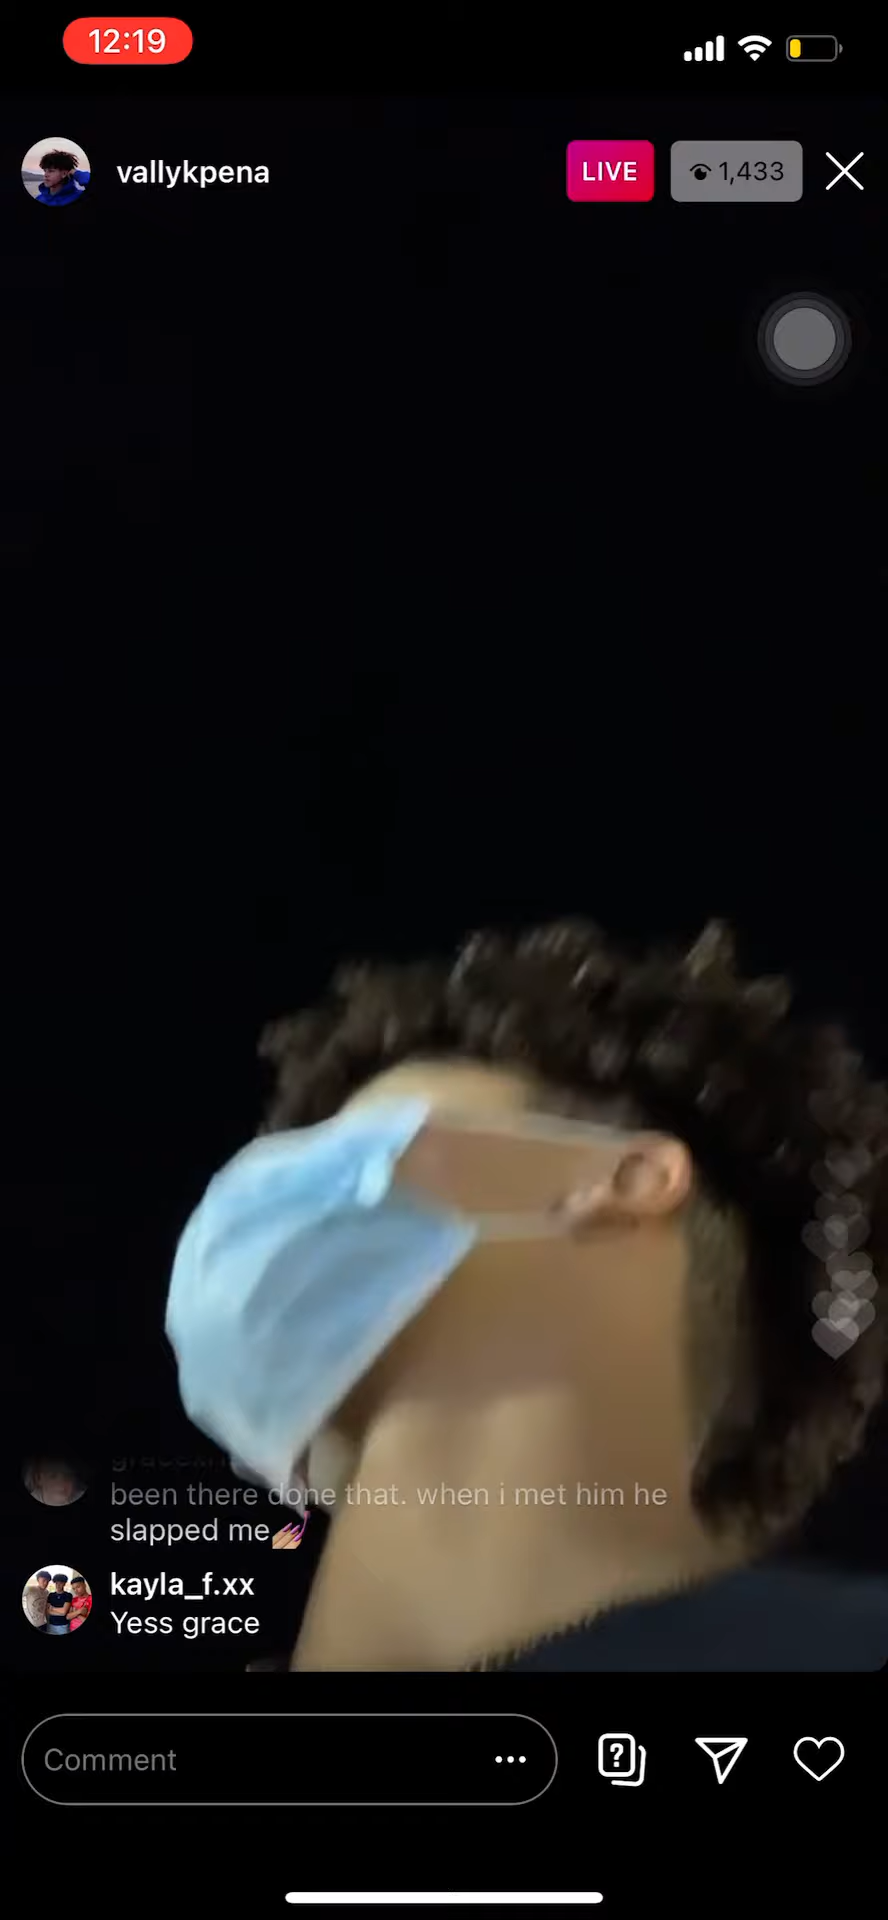 12:19
vallykpena
LIVE
1,433
been there done that. when i met him he
slapped me💅🏼
kayla_f.xx
Yess grace
Comment